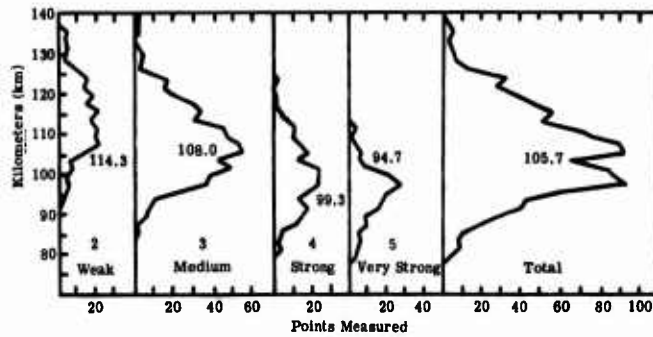 Kilometers (km)
140
130
120
110
100
90
80
114.3
108.0
99.3
94.7
105.7
2
3
4
5
Weak
Medium
Strong
Very Strong
Total
20
20 40 60
20
20 40
20 40 60 80 100
Points Measured